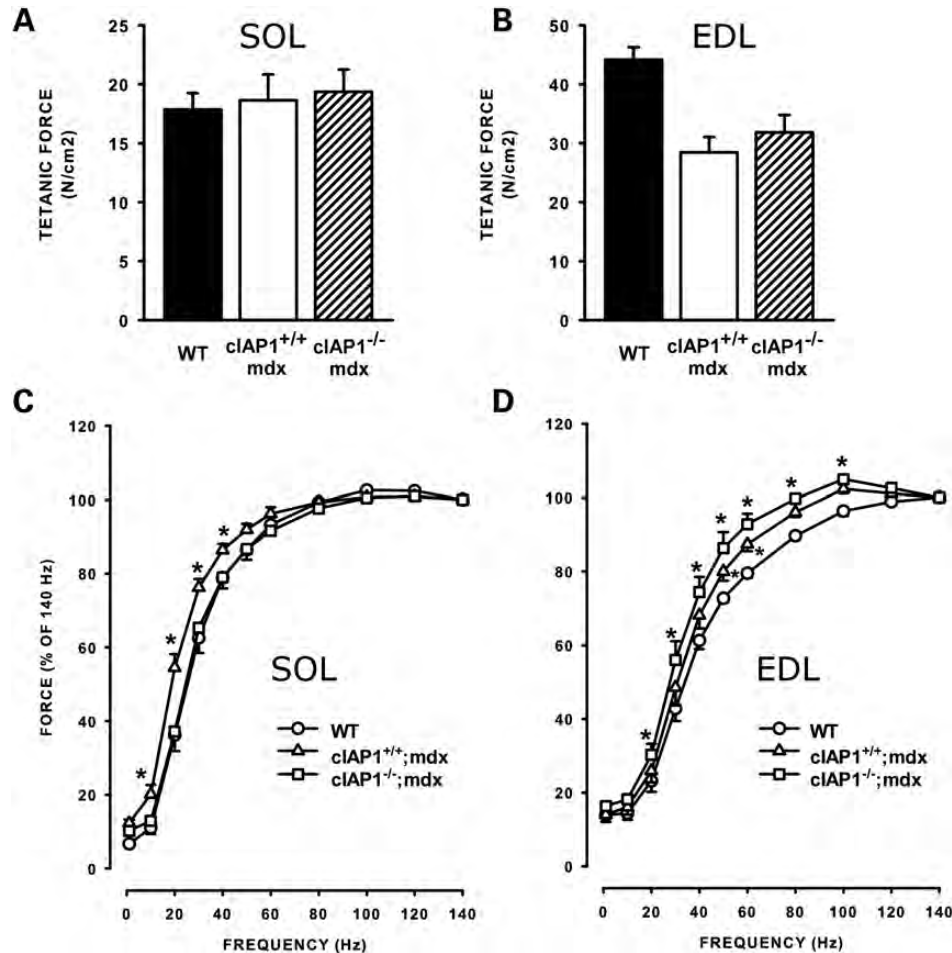 A
SOL
25
20
15
10
5
0
TETANIC FORCE
(N/cm2)
WT
cIAP1+/+
mdx
cIAP1-/-
mdx
B
EDL
50
40
30
20
10
0
TETANIC FORCE
(N/cm2)
WT
cIAP1+/+
mdx
cIAP1-/-
mdx
C
120
100
80
60
40
20
0
FORCE (% OF 140 Hz)
* * * *
SOL
WT
cIAP1+/+;mdx
cIAP1-/-;mdx
0 20 40 60 80 100 120 140
FREQUENCY (Hz)
D
120
100
80
60
40
20
0
* * * * * * *
* *
EDL
WT
cIAP1+/+;mdx
cIAP1-/-;mdx
0 20 40 60 80 100 120 140
FREQUENCY (Hz)